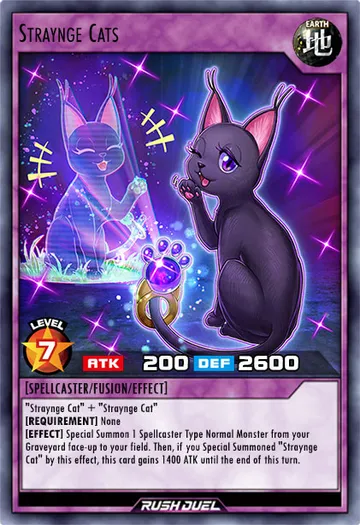 Straynge Cats
EARTH
地
LEVEL
7
ATK 200 DEF 2600
[SPELLCASTER/FUSION/EFFECT]
"Straynge Cat" + "Straynge Cat"
[REQUIREMENT] None
[EFFECT] Special Summon 1 Spellcaster Type Normal Monster from your
Graveyard face-up to your field. Then, if you Special Summoned "Straynge
Cat" by this effect, this card gains 1400 ATK until the end of this turn.
RUSH DUEL